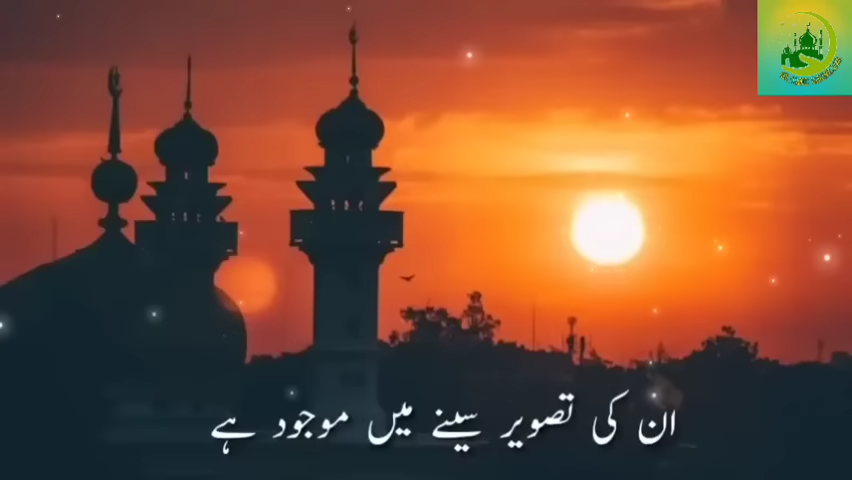 ان کی تصویر سینے میں موجود ہے